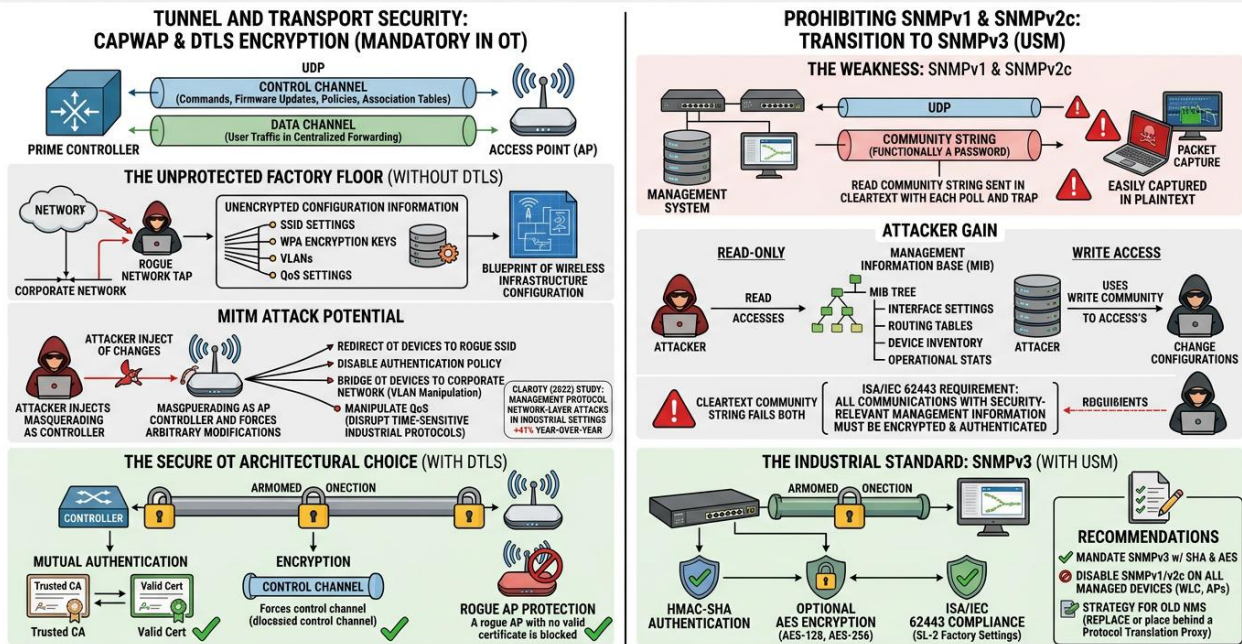 TUNNEL AND TRANSPORT SECURITY:
CAPWAP & DTLS ENCRYPTION (MANDATORY IN OT)
UDP
CONTROL CHANNEL
(Commands, Firmware Updates, Policies, Association Tables)
DATA CHANNEL
(User Traffic in Centralized Forwarding)
PRIME CONTROLLER
ACCESS POINT (AP)
THE UNPROTECTED FACTORY FLOOR (WITHOUT DTLS)
NETWORK
ROGUE
NETWORK TAP
CORPORATE NETWORK
UNENCRYPTED CONFIGURATION INFORMATION
SSID SETTINGS
WPA ENCRYPTION KEYS
VLANs
QoS SETTINGS
BLUEPRINT OF WIRELESS
INFRASTRUCTURE
CONFIGURATION
MITM ATTACK POTENTIAL
ATTACKER INJECT
OF CHANGES
ATTACKER INJECTS
MASQUERADING
AS CONTROLLER
MASGPUERADING AS AP
CONTROLLER AND FORCES
ARBITRARY MODIFICATIONS
REDIRECT OT DEVICES TO ROGUE SSID
DISABLE AUTHENTICATION POLICY
BRIDGE OT DEVICES TO CORPORATE
NETWORK (VLAN Manipulation)
MANIPULATE QoS
(DISRUPT TIME-SENSITIVE
INDUSTRIAL PROTOCOLS)
CLAROTY (2022) STUDY:
MANAGEMENT PROTOCOL
NETWORK-LAYER ATTACKS
IN INDUSTRIAL SETTINGS
+41% YEAR-OVER-YEAR
THE SECURE OT ARCHITECTURAL CHOICE (WITH DTLS)
ARMOMED ONECTION
CONTROLLER
MUTUAL AUTHENTICATION
Trusted CA
Valid Cert
Trusted CA
Valid Cert
ENCRYPTION
CONTROL CHANNEL
Forces control channel
(dlocɛsod control Channel)
ROGUE AP PROTECTION
A rogue AP with no valid
certificate is blocked
PROHIBITING SNMPv1 & SNMPv2c:
TRANSITION TO SNMPv3 (USM)
THE WEAKNESS: SNMPv1 & SNMPv2c
UDP
COMMUNITY STRING
(FUNCTIONALLY A PASSWORD)
MANAGEMENT
SYSTEM
READ COMMUNITY STRING SENT IN
CLEARTEXT WITH EACH POLL AND TRAP
PACKET
CAPTURE
EASILY CAPTURED
IN PLAINTEXT
ATTACKER GAIN
READ-ONLY
MANAGEMENT
INFORMATION BASE (MIB)
WRITE ACCESS
ATTACKER
READ
ACCESSES
MIB TREE
INTERFACE SETTINGS
ROUTING TABLES
DEVICE INVENTORY
OPERATIONAL STATS
ATTACER
USES
WRITE COMMUNITY
TO ACCESS'S
CHANGE
CONFIGURATIONS
CLEARTEXT COMMUNITY
STRING FAILS BOTH
ISA/IEC 62443 REQUIREMENT:
ALL COMMUNICATIONS WITH SECURITY-
RELEVANT MANAGEMENT INFORMATION
MUST BE ENCRYPTED & AUTHENTICATED
THE INDUSTRIAL STANDARD: SNMPv3 (WITH USM)
ARMOMED ONECTION
HMAC-SHA
AUTHENTICATION
OPTIONAL
AES ENCRYPTION
(AES-128, AES-256)
ISA/IEC
62443 COMPLIANCE
(SL-2 Factory Settings)
RECOMMENDATIONS
MANDATE SNMPv3 w/ SHA & AES
DISABLE SNMPv1/v2c ON ALL
MANAGED DEVICES (WLC, APs)
STRATEGY FOR OLD NMS
(REPLACE or place behind a
Protocol Translation Proxy)